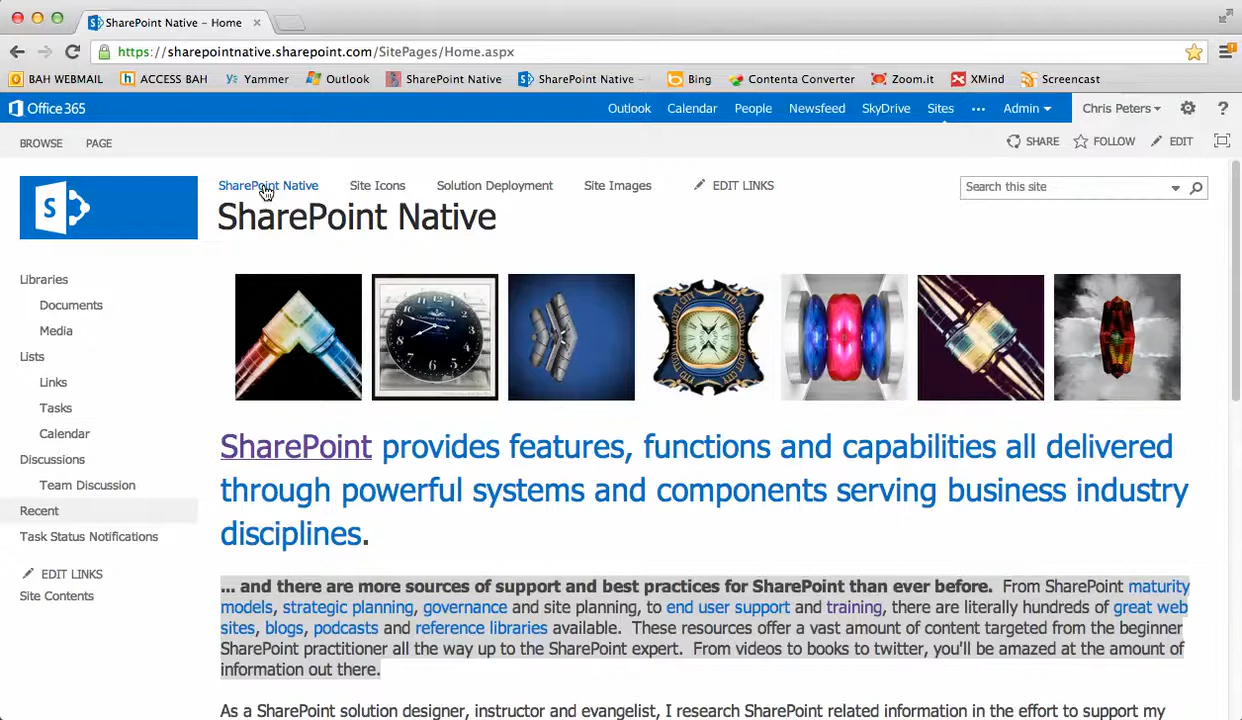 SharePoint Native - Home
https://sharepointnative.sharepoint.com/SitePages/Home.aspx
BAH WEBMAIL ACCESS BAH Yammer Outlook SharePoint Native SharePoint Native - Bing Contenta Converter Zoom.it XMind Screencast
Office 365 Outlook Calendar People Newsfeed SkyDrive Sites ••• Admin Chris Peters ?
BROWSE PAGE SHARE FOLLOW EDIT
SharePoint Native Site Icons Solution Deployment Site Images EDIT LINKS Search this site
S
SharePoint Native
Libraries
Documents
Media
Lists
Links
Tasks
Calendar
Discussions
Team Discussion
Recent
Task Status Notifications
EDIT LINKS
Site Contents
SharePoint provides features, functions and capabilities all delivered
through powerful systems and components serving business industry
disciplines.
... and there are more sources of support and best practices for SharePoint than ever before. From SharePoint maturity
models, strategic planning, governance and site planning, to end user support and training, there are literally hundreds of great web
sites, blogs, podcasts and reference libraries available. These resources offer a vast amount of content targeted from the beginner
SharePoint practitioner all the way up to the SharePoint expert. From videos to books to twitter, you'll be amazed at the amount of
information out there.
As a SharePoint solution designer, instructor and evangelist, I research SharePoint related information in the effort to support my